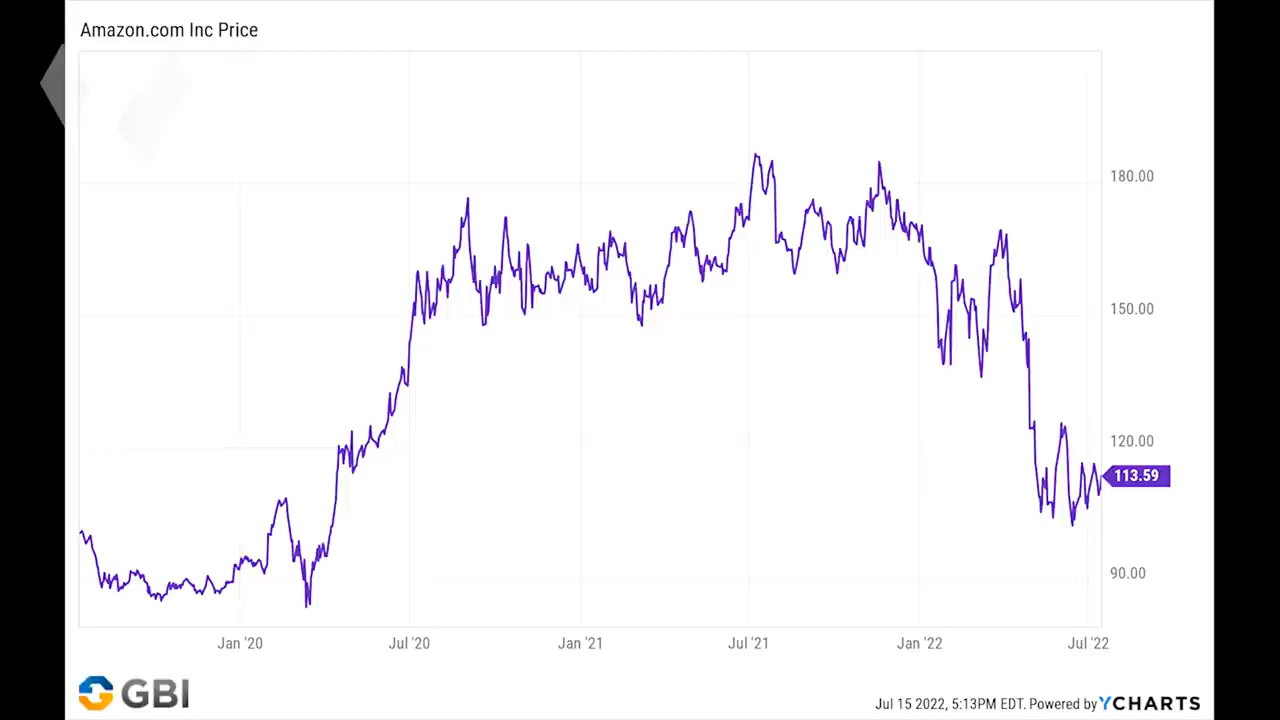 Amazon.com Inc Price
180.00
150.00
120.00
113.59
90.00
Jan '20 Jul '20 Jan '21 Jul '21 Jan '22 Jul '22
GBI
Jul 15 2022, 5:13PM EDT. Powered by YCHARTS